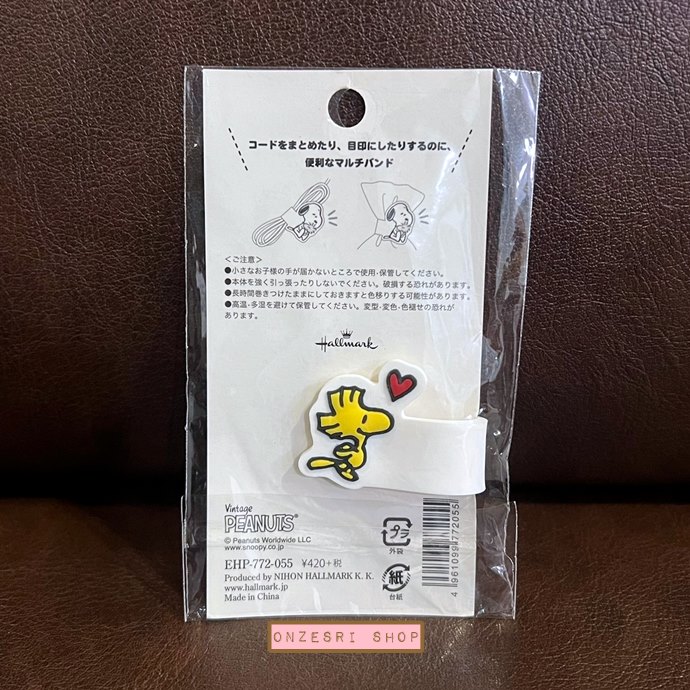 コードをまとめたり、目印にしたりするのに、
便利なマルチバンド
＜ご注意＞
●小さなお子様の手が届かないところで使用・保管してください。
●本体を強く引っ張ったりしないでください。破損する恐れがあります。
●長時間巻きつけたままにしておきますと色移りする可能性があります。
●高温・多湿を避けて保管してください。変型・変色・色褪せの恐れが
あります。
Hallmark
Vintage
PEANUTS®
© Peanuts Worldwide LLC
www.snoopy.co.jp
EHP-772-055 ¥420+税
Produced by NIHON HALLMARK K. K.
www.hallmark.jp
Made in China
プラ
外袋
紙
台紙
4 961099 772055
ONZESRI SHOP